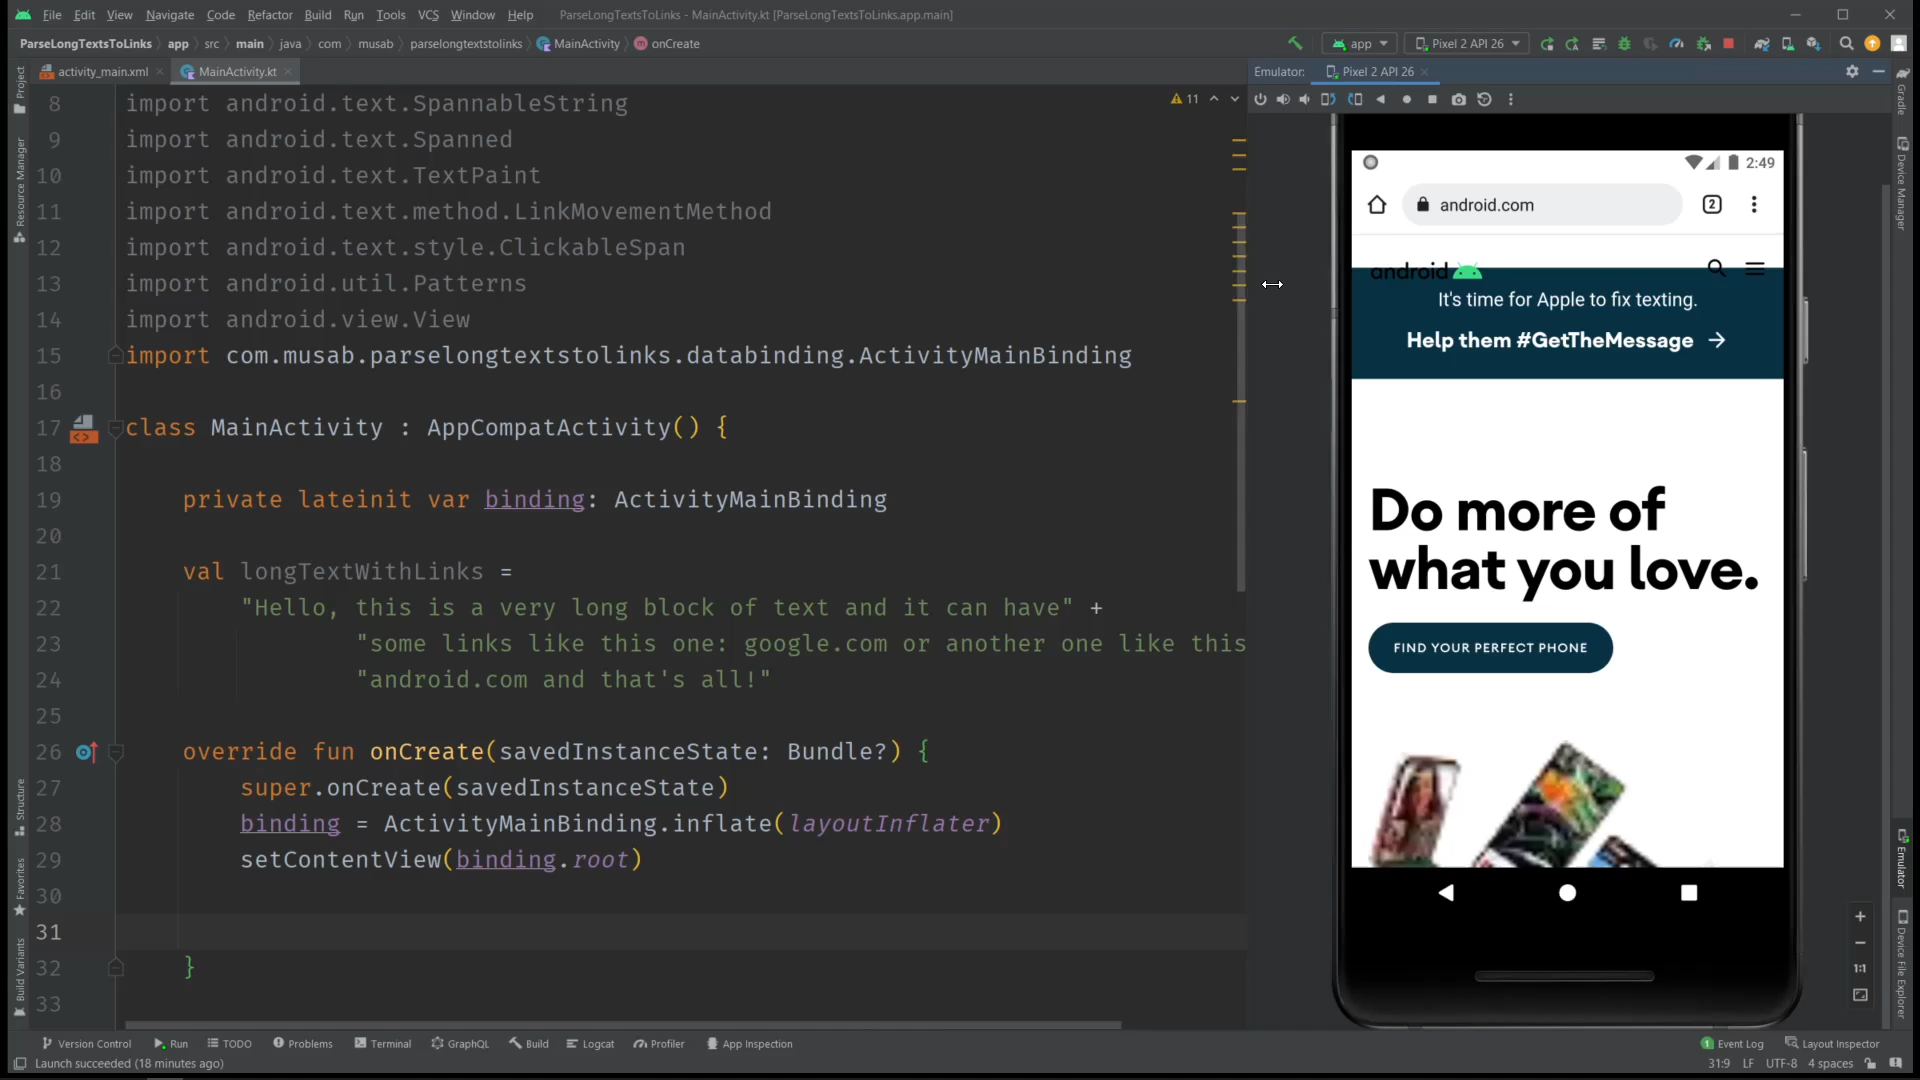 File Edit View Navigate Code Refactor Build Run Tools VCS Window Help ParseLongTextsToLinks - MainActivity.kt [ParseLongTextsToLinks.app.main]
ParseLongTextsToLinks app src main java com musab parselongtextstolinks MainActivity onCreate
app Pixel 2 API 26
activity_main.xml MainActivity.kt
Emulator: Pixel 2 API 26
11
8 import android.text.SpannableString
9 import android.text.Spanned
10 import android.text.TextPaint
11 import android.text.method.LinkMovementMethod
12 import android.text.style.ClickableSpan
13 import android.util.Patterns
14 import android.view.View
15 import com.musab.parselongtextstolinks.databinding.ActivityMainBinding
16
17 class MainActivity : AppCompatActivity() {
18
19 private lateinit var binding: ActivityMainBinding
20
21 val longTextWithLinks =
22 "Hello, this is a very long block of text and it can have" +
23 "some links like this one: google.com or another one like this
24 "android.com and that's all!"
25
26 override fun onCreate(savedInstanceState: Bundle?) {
27 super.onCreate(savedInstanceState)
28 binding = ActivityMainBinding.inflate(layoutInflater)
29 setContentView(binding.root)
30
31
32 }
33
2:49
android.com
2
android
It's time for Apple to fix texting.
Help them #GetTheMessage →
Do more of
what you love.
FIND YOUR PERFECT PHONE
1:1
Project
Resource Manager
Structure
Favorites
Build Variants
Gradle
Device Manager
Emulator
Device File Explorer
Version Control Run TODO Problems Terminal GraphQL Build Logcat Profiler App Inspection
1 Event Log Layout Inspector
Launch succeeded (18 minutes ago)
31:9 LF UTF-8 4 spaces